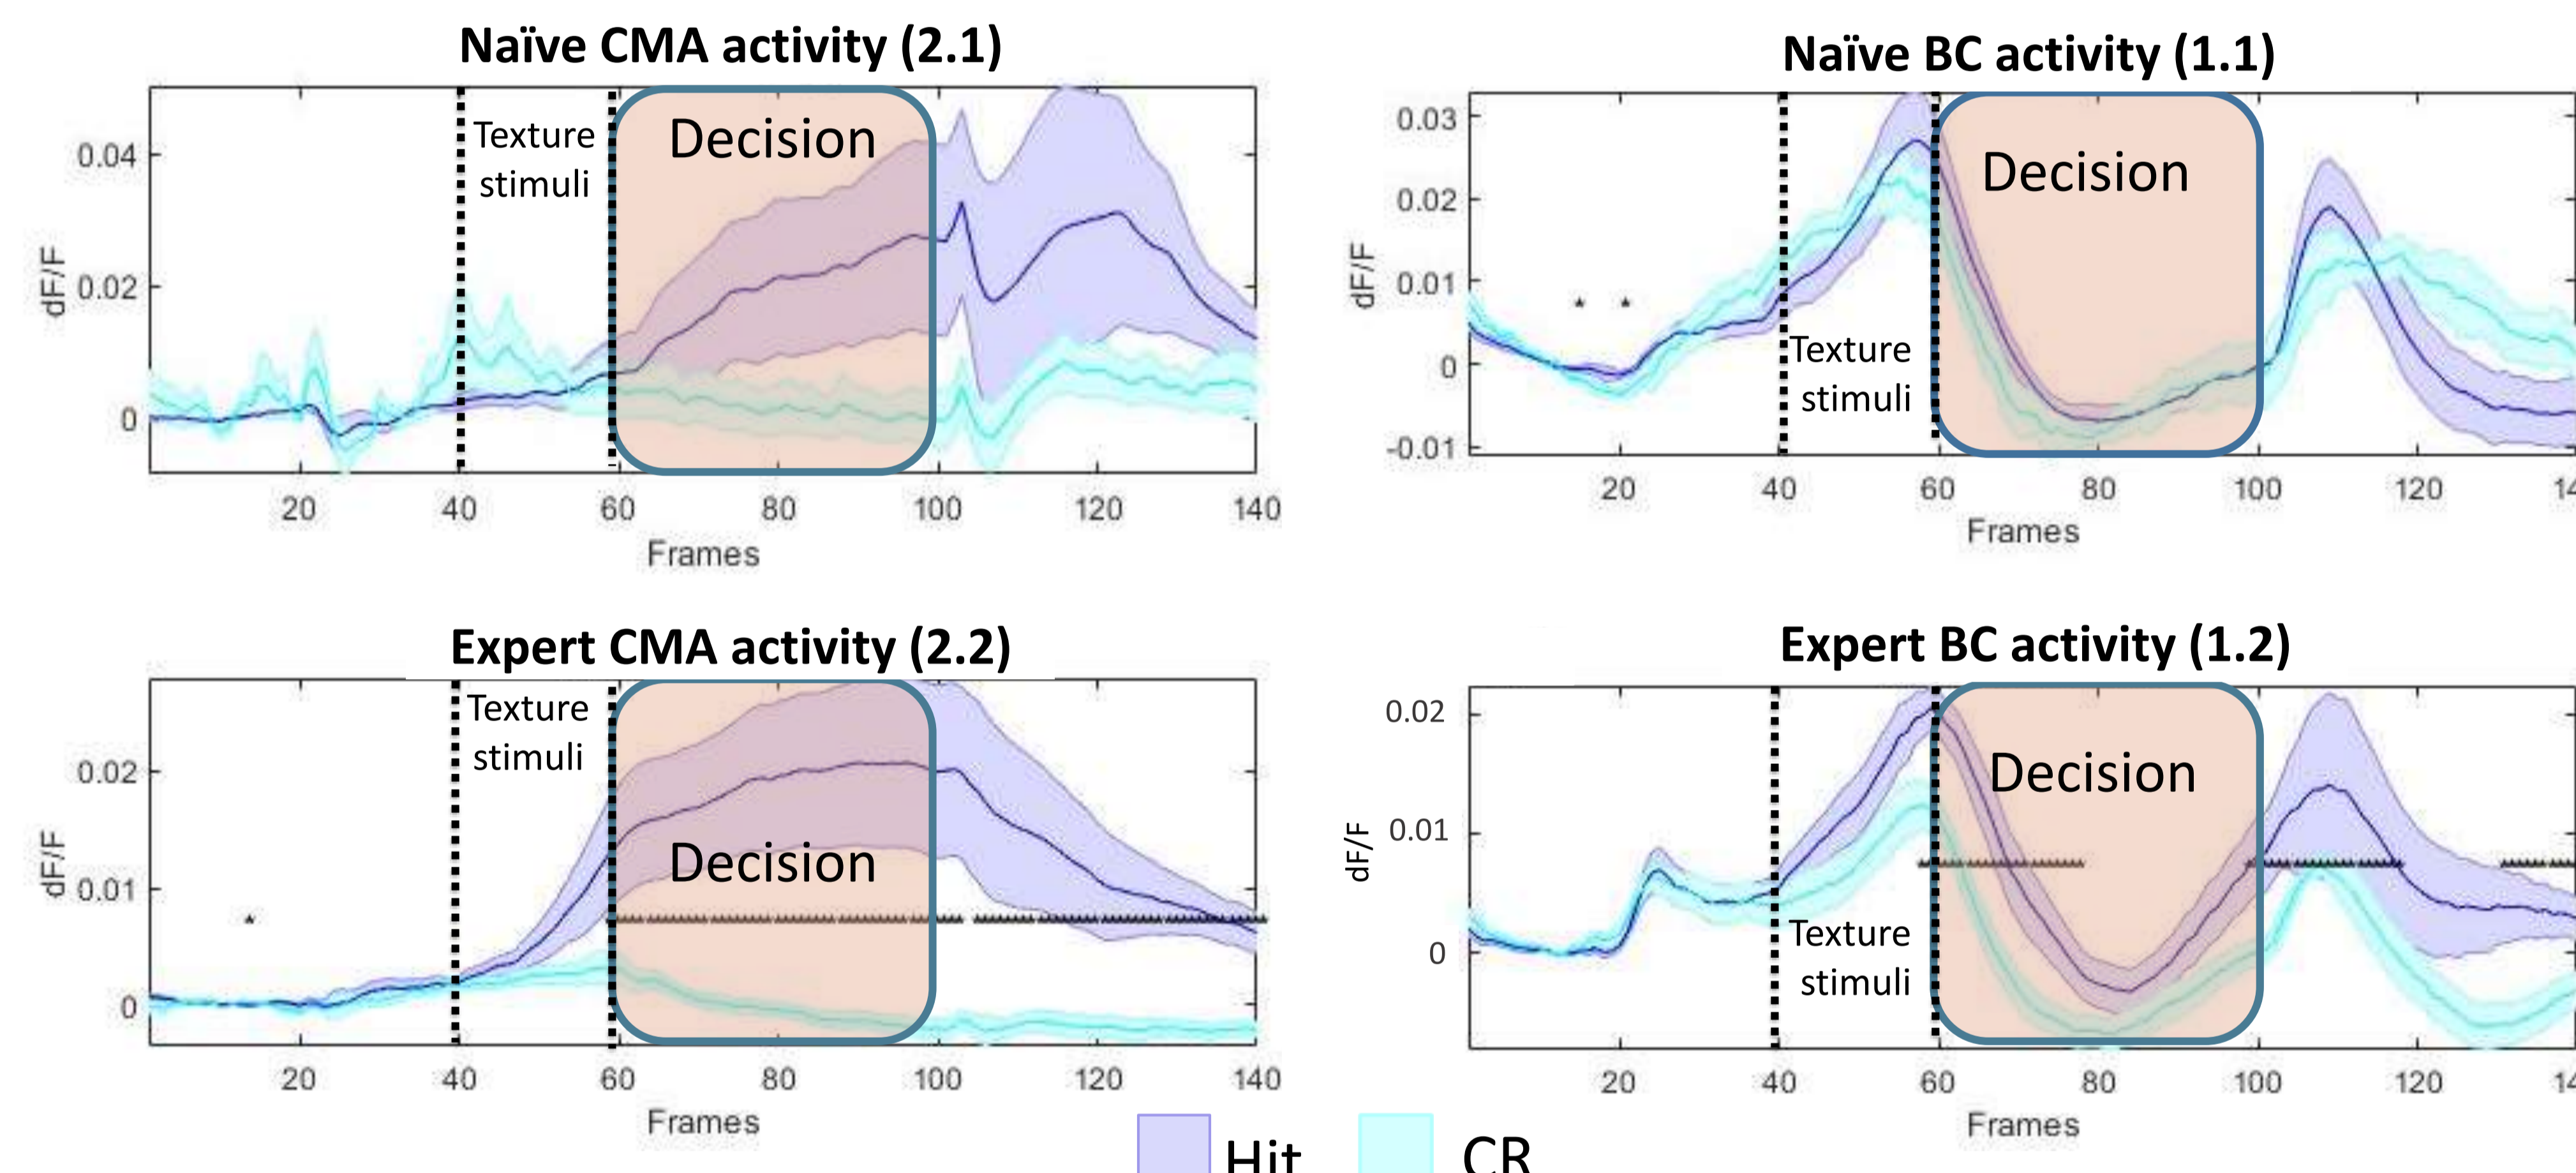 Naïve CMA activity (2.1)
Texture
stimuli
Decision
0.04
0.02
0
dF/F
20 40 60 80 100 120 140
Frames
Naïve BC activity (1.1)
Decision
Texture
stimuli
0.03
0.02
0.01
0
-0.01
dF/F
20 40 60 80 100 120 14
Frames
Expert CMA activity (2.2)
Texture
stimuli
Decision
0.02
0.01
0
dF/F
20 40 60 80 100 120 140
Frames
Expert BC activity (1.2)
Decision
Texture
stimuli
0.02
0.01
0
dF/F
20 40 60 80 100 120 14
Frames
Hit CR